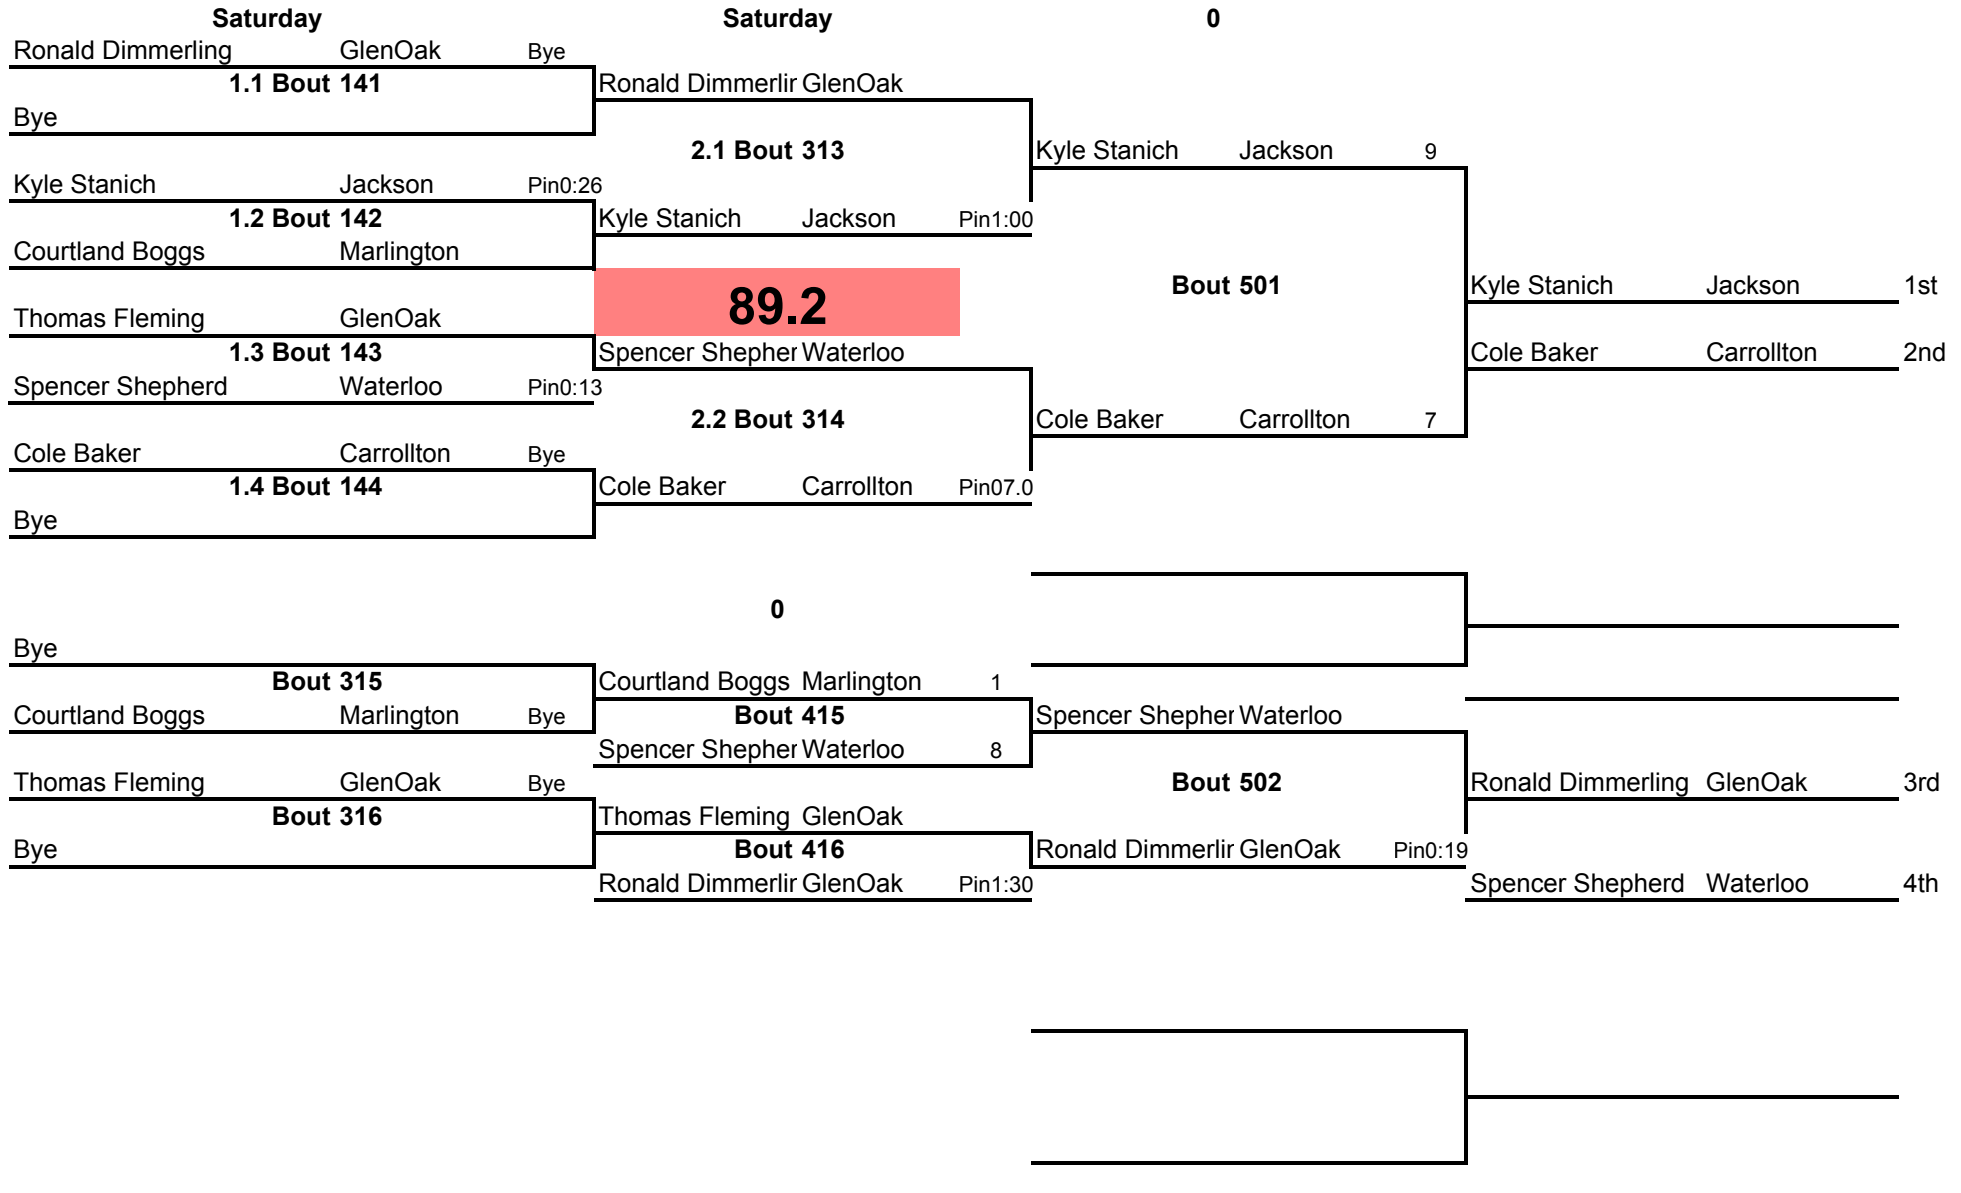 Saturday Saturday 0
Ronald Dimmerling GlenOak Bye
1.1 Bout 141 Ronald Dimmerlir GlenOak
Bye
2.1 Bout 313 Kyle Stanich Jackson 9
Kyle Stanich Jackson Pin0:26
1.2 Bout 142 Kyle Stanich Jackson Pin1:00
Courtland Boggs Marlington
Bout 501 Kyle Stanich Jackson 1st
89.2
Thomas Fleming GlenOak
1.3 Bout 143 Spencer Shepher Waterloo Cole Baker Carrollton 2nd
Spencer Shepherd Waterloo Pin0:13
2.2 Bout 314 Cole Baker Carrollton 7
Cole Baker Carrollton Bye
1.4 Bout 144 Cole Baker Carrollton Pin07.0
Bye
0
Bye
Bout 315 Courtland Boggs Marlington 1
Courtland Boggs Marlington Bye Bout 415 Spencer Shepher Waterloo
Spencer Shepher Waterloo 8
Thomas Fleming GlenOak Bye Bout 502 Ronald Dimmerling GlenOak 3rd
Bout 316 Thomas Fleming GlenOak
Bye Bout 416 Ronald Dimmerlir GlenOak Pin0:19
Ronald Dimmerlir GlenOak Pin1:30 Spencer Shepherd Waterloo 4th